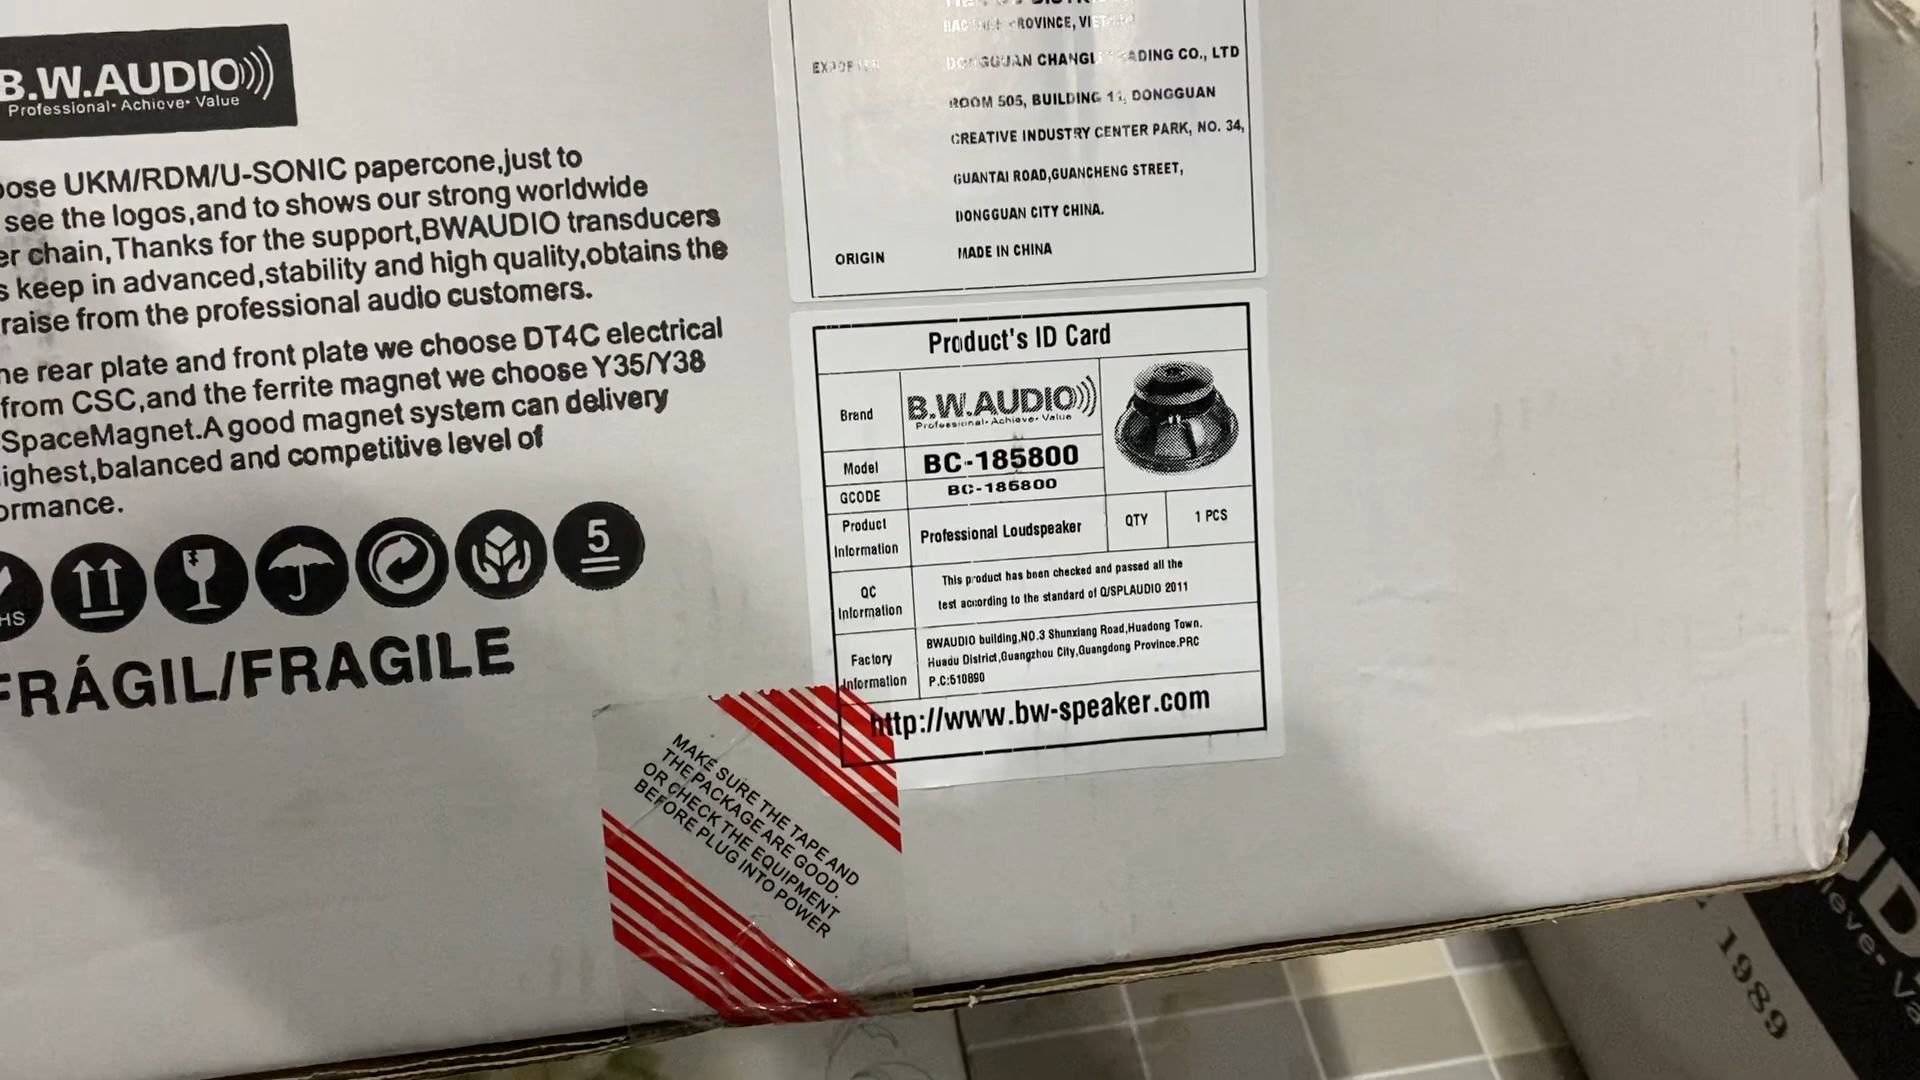 B.W.AUDIO
Professional• Achieve• Value
UKM/RDM/U-SONIC papercone,just to
see the logos,and to shows our strong worldwide
chain,Thanks for the support,BWAUDIO transducers
keep in advanced,stability and high quality,obtains the
from the professional audio customers.
rear plate and front plate we choose DT4C electrical
from CSC,and the ferrite magnet we choose Y35/Y38
SpaceMagnet.A good magnet system can delivery
balanced and competitive level of
5
FRÁGIL/FRAGILE
PROVINCE,
EXPORTER
DONGGUAN TRADING CO., LTD
ROOM 505, BUILDING 11, DONGGUAN
CREATIVE INDUSTRY CENTER PARK, NO. 34,
GUANTAI ROAD,GUANCHENG STREET,
DONGGUAN CITY CHINA.
ORIGIN MADE IN CHINA
Product's ID Card
Brand B.W.AUDIO
Professional• Achieve• Value
Model BC-185800
GCODE BC-185800
Product Information Professional Loudspeaker QTY 1 PCS
QC Information This product has been checked and passed all the
test according to the standard of Q/SPLAUDIO 2011
Factory Information BWAUDIO building,NO.3 Shunxiang Road,Huadong Town.
Huadu District,Guangzhou City,Guangdong Province.PRC
P.C:510890
http://www.bw-speaker.com
MAKE SURE THE TAPE AND
THE PACKAGE ARE GOOD.
OR CHECK THE EQUIPMENT
BEFORE PLUG INTO POWER
1989